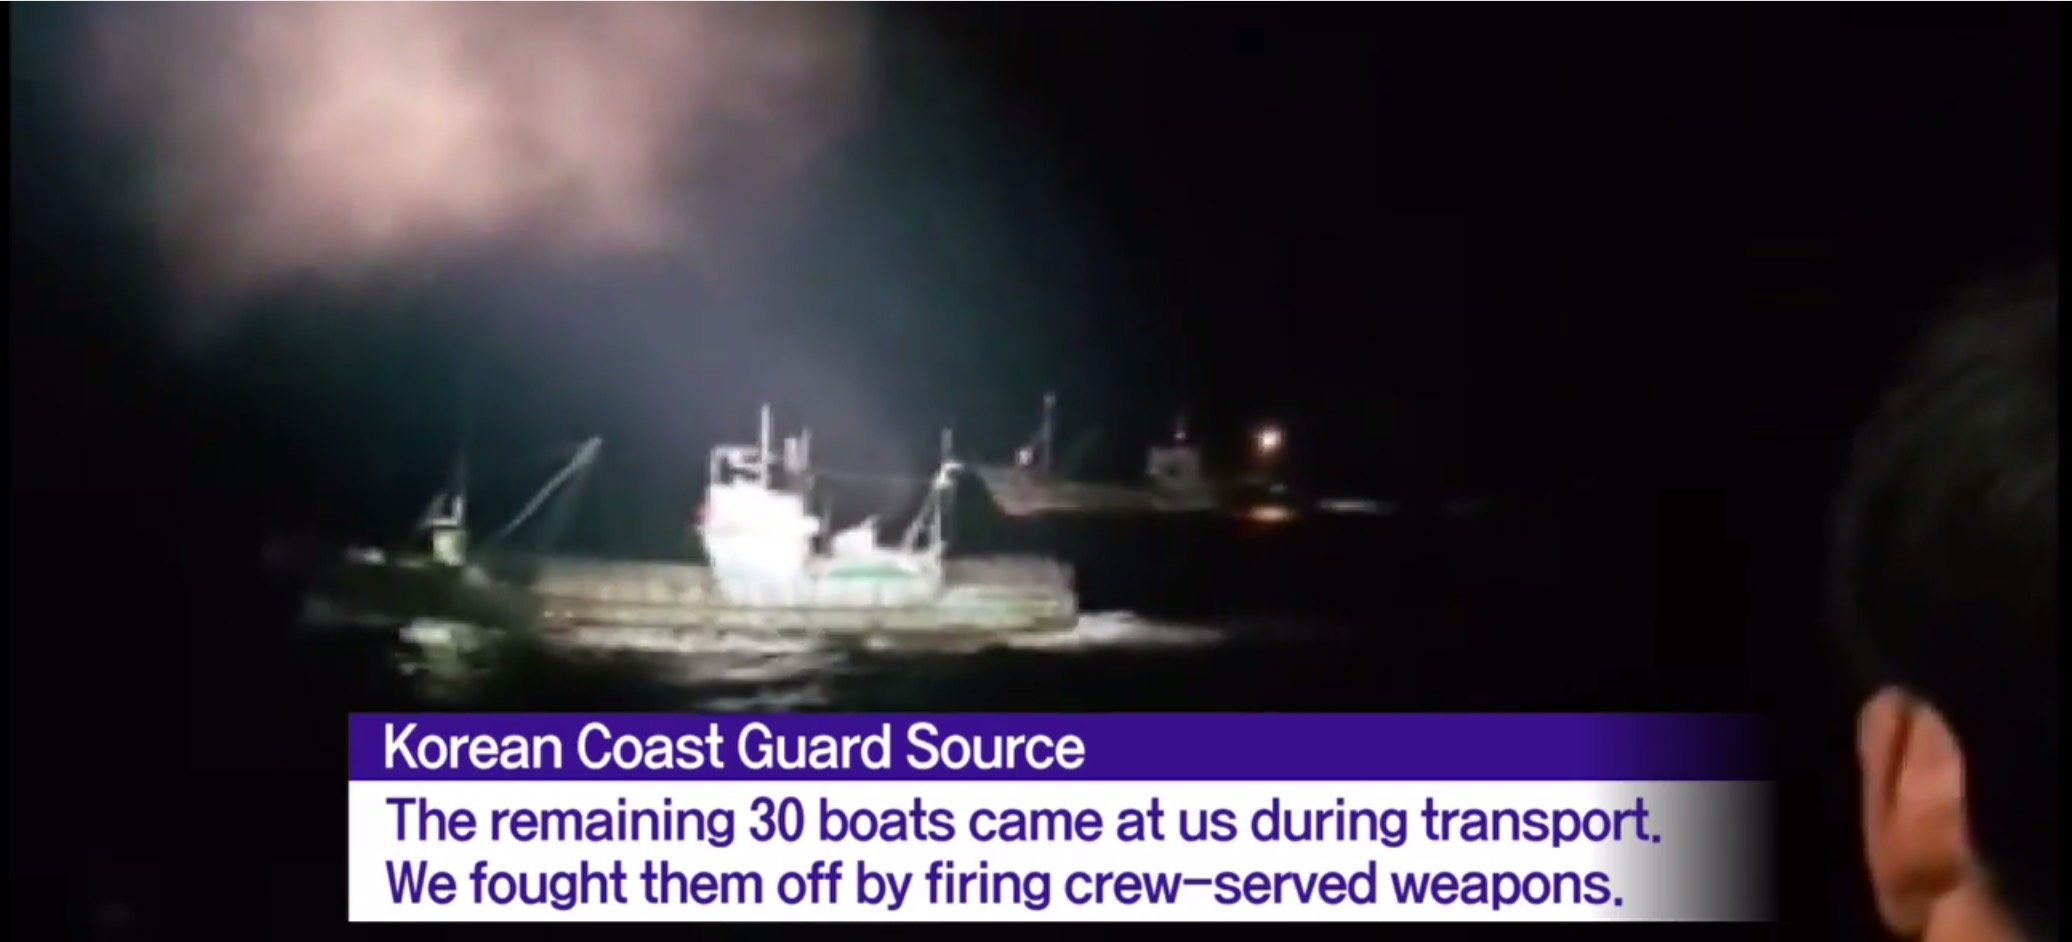 Korean Coast Guard Source
The remaining 30 boats came at us during transport.
We fought them off by firing crew-served weapons.